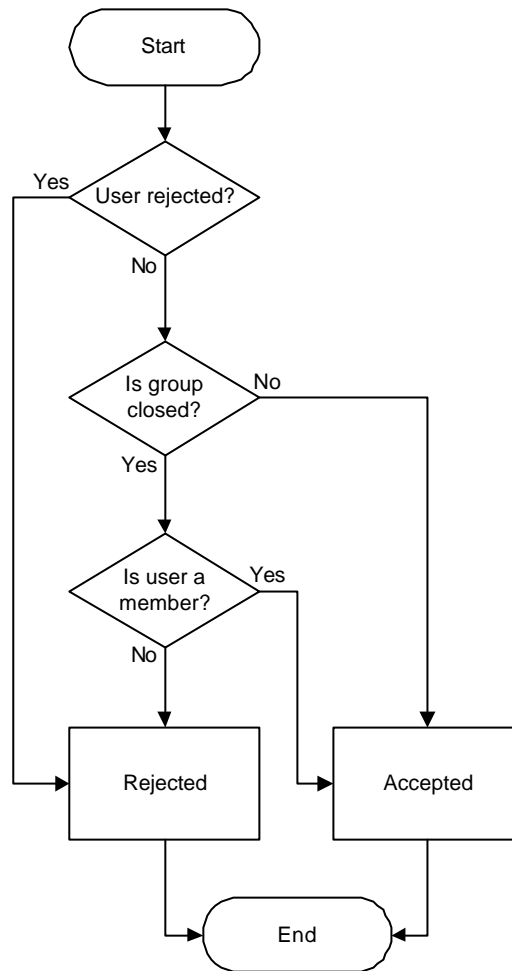 Start
Yes
User rejected?
No
Is group
closed?
No
Yes
Is user a
member?
Yes
No
Rejected
Accepted
End